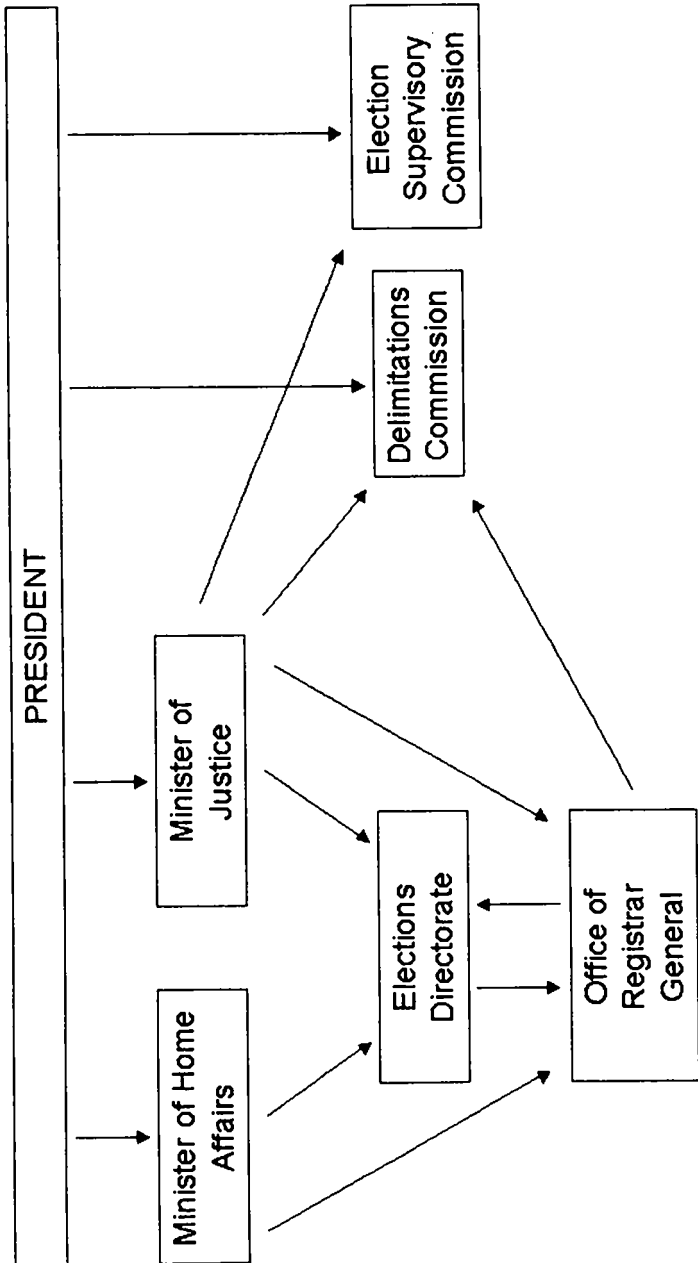 PRESIDENT
Minister of Home
Affairs
Minister of
Justice
Elections
Directorate
Delimitations
Commission
Election
Supervisory
Commission
Office of
Registrar
General